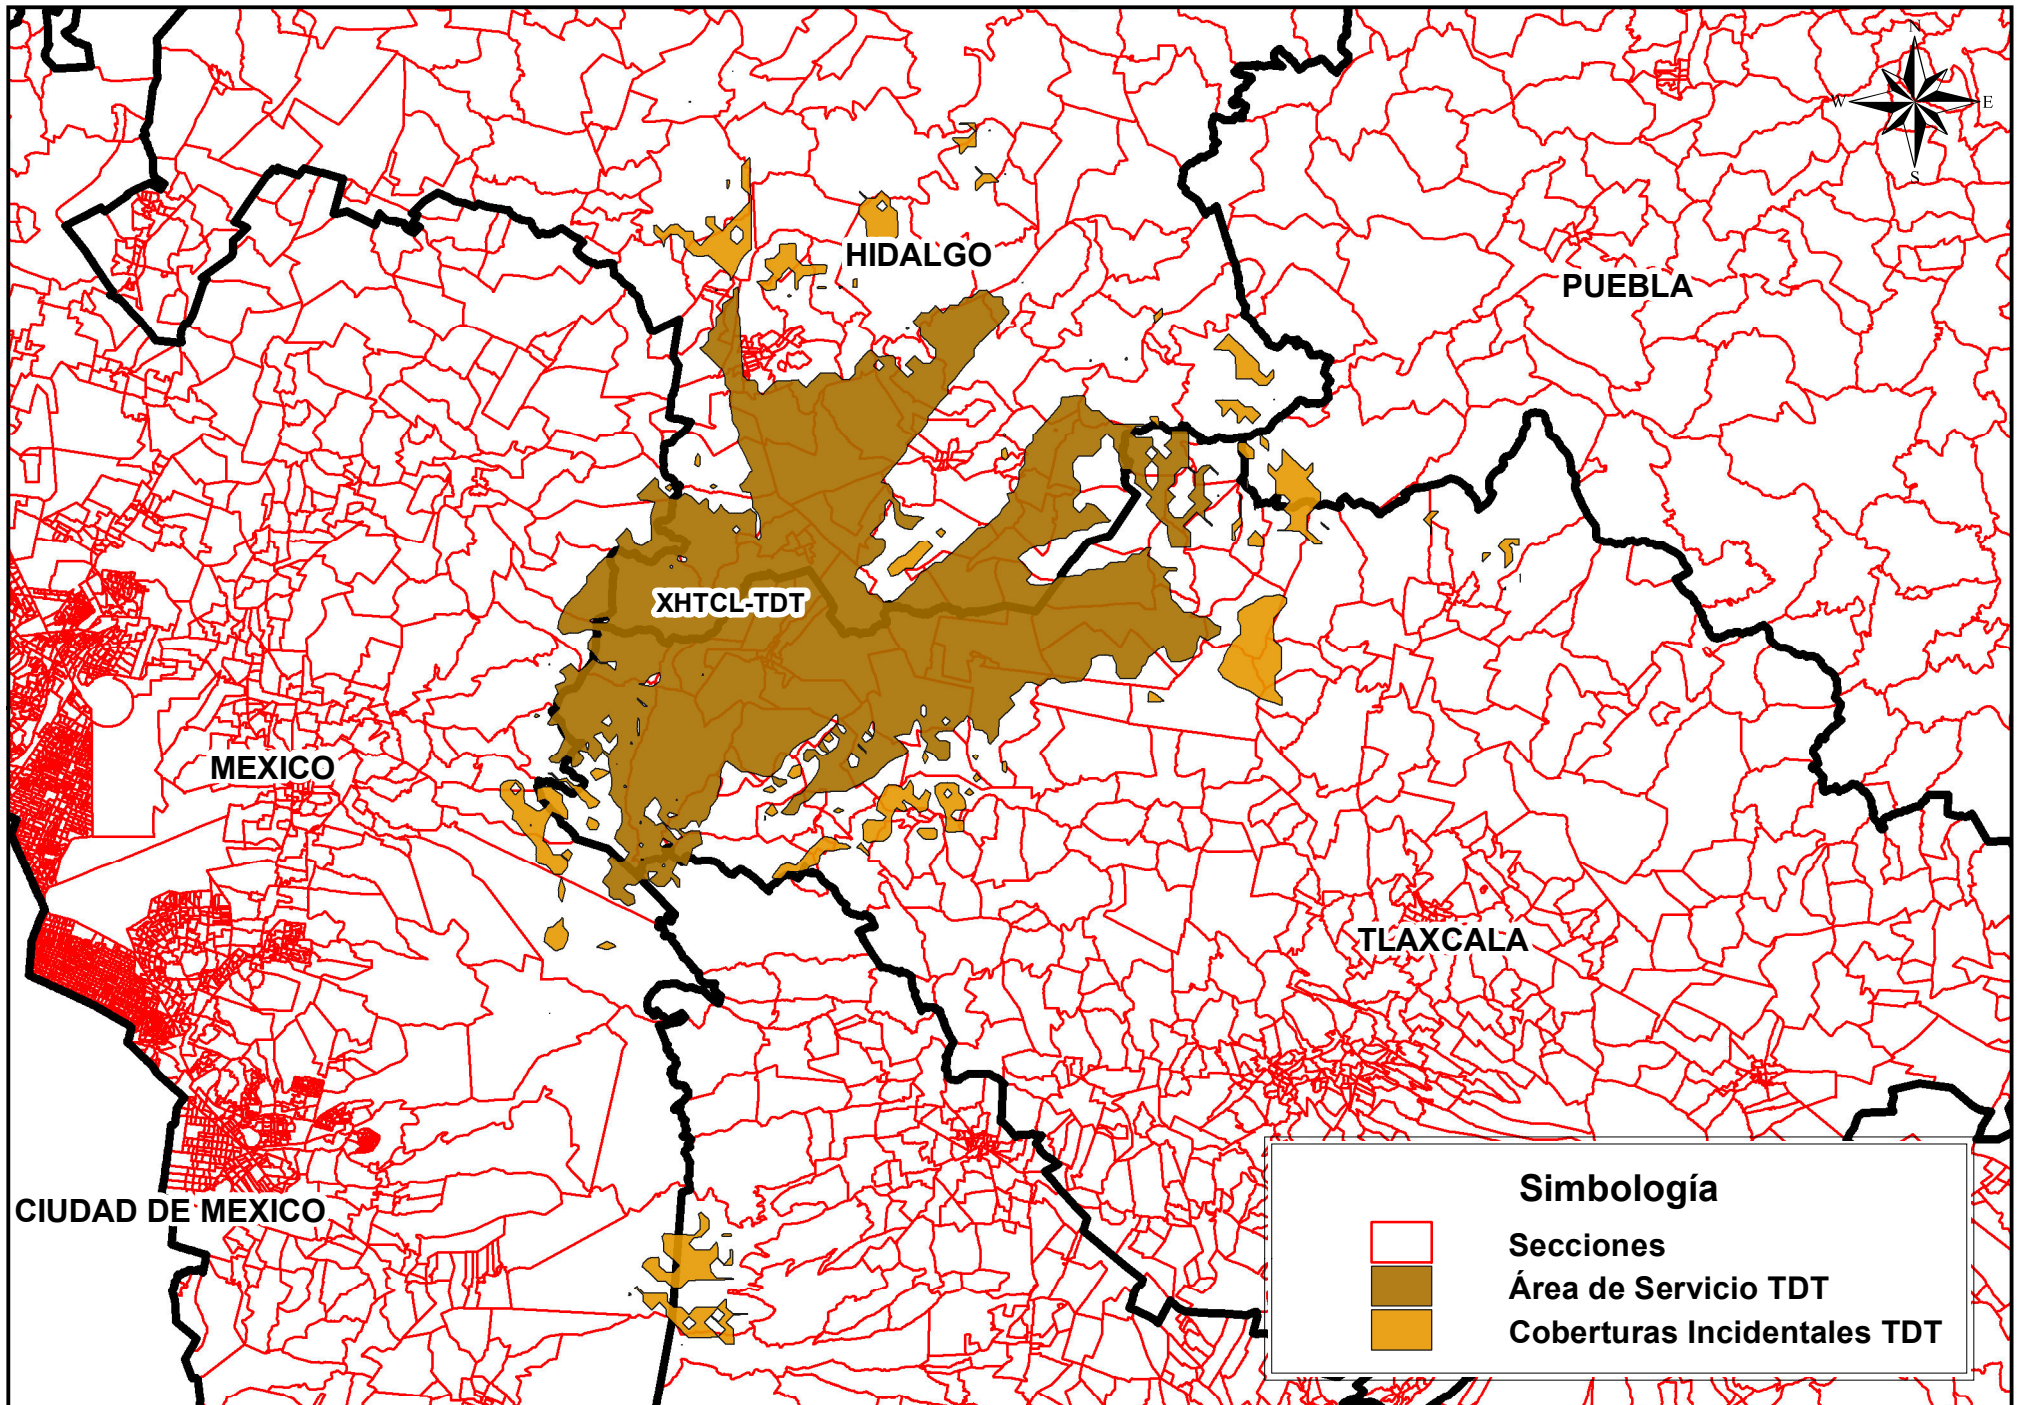 N
W
E
S
HIDALGO
PUEBLA
XHTCL-TDT
MEXICO
TLAXCALA
CIUDAD DE MEXICO
Simbología
Secciones
Área de Servicio TDT
Coberturas Incidentales TDT